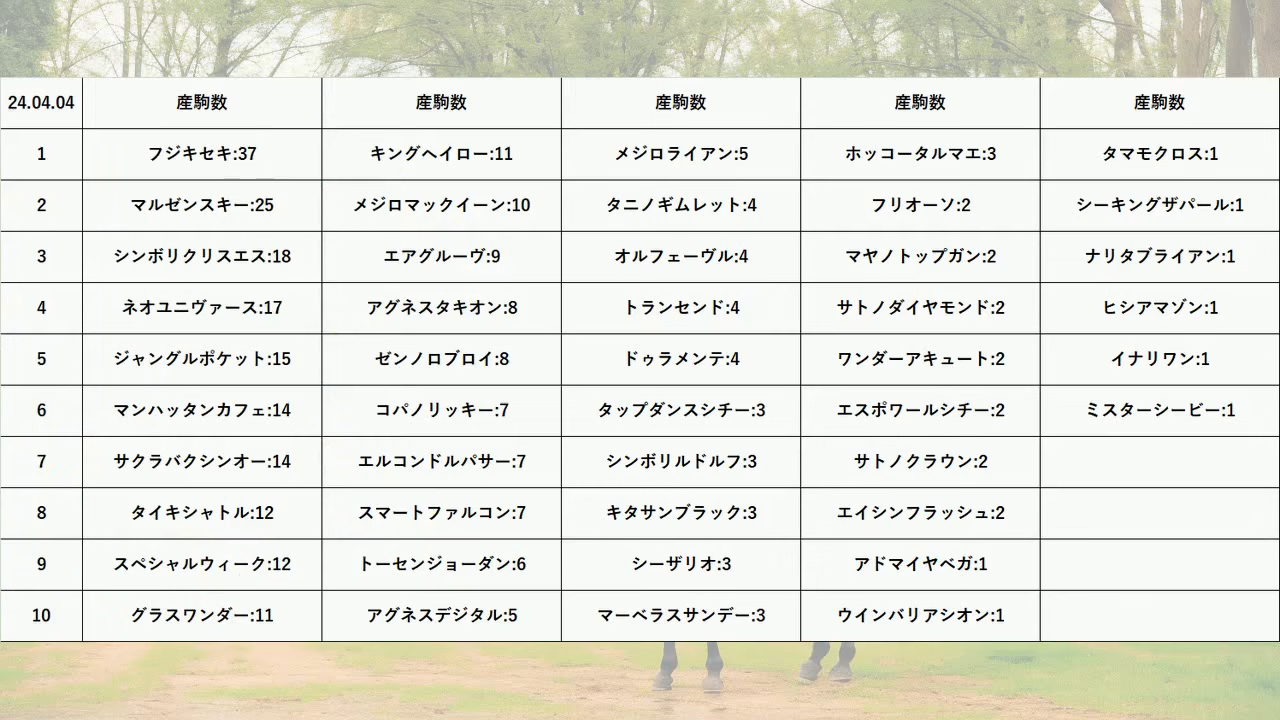 24.04.04 産駒数 産駒数 産駒数 産駒数 産駒数
1 フジキセキ:37 キングヘイロー:11 メジロライアン:5 ホッコータルマエ:3 タマモクロス:1
2 マルゼンスキー:25 メジロマックイーン:10 タニノギムレット:4 フリオーソ:2 シーキングザパール:1
3 シンボリクリスエス:18 エアグルーヴ:9 オルフェーヴル:4 マヤノトップガン:2 ナリタブライアン:1
4 ネオユニヴァース:17 アグネスタキオン:8 トランセンド:4 サトノダイヤモンド:2 ヒシアマゾン:1
5 ジャングルポケット:15 ゼンノロブロイ:8 ドゥラメンテ:4 ワンダーアキュート:2 イナリワン:1
6 マンハッタンカフェ:14 コパノリッキー:7 タップダンスシチー:3 エスポワールシチー:2 ミスターシービー:1
7 サクラバクシンオー:14 エルコンドルパサー:7 シンボリルドルフ:3 サトノクラウン:2
8 タイキシャトル:12 スマートファルコン:7 キタサンブラック:3 エイシンフラッシュ:2
9 スペシャルウィーク:12 トーセンジョーダン:6 シーザリオ:3 アドマイヤベガ:1
10 グラスワンダー:11 アグネスデジタル:5 マーベラスサンデー:3 ウインバリアシオン:1